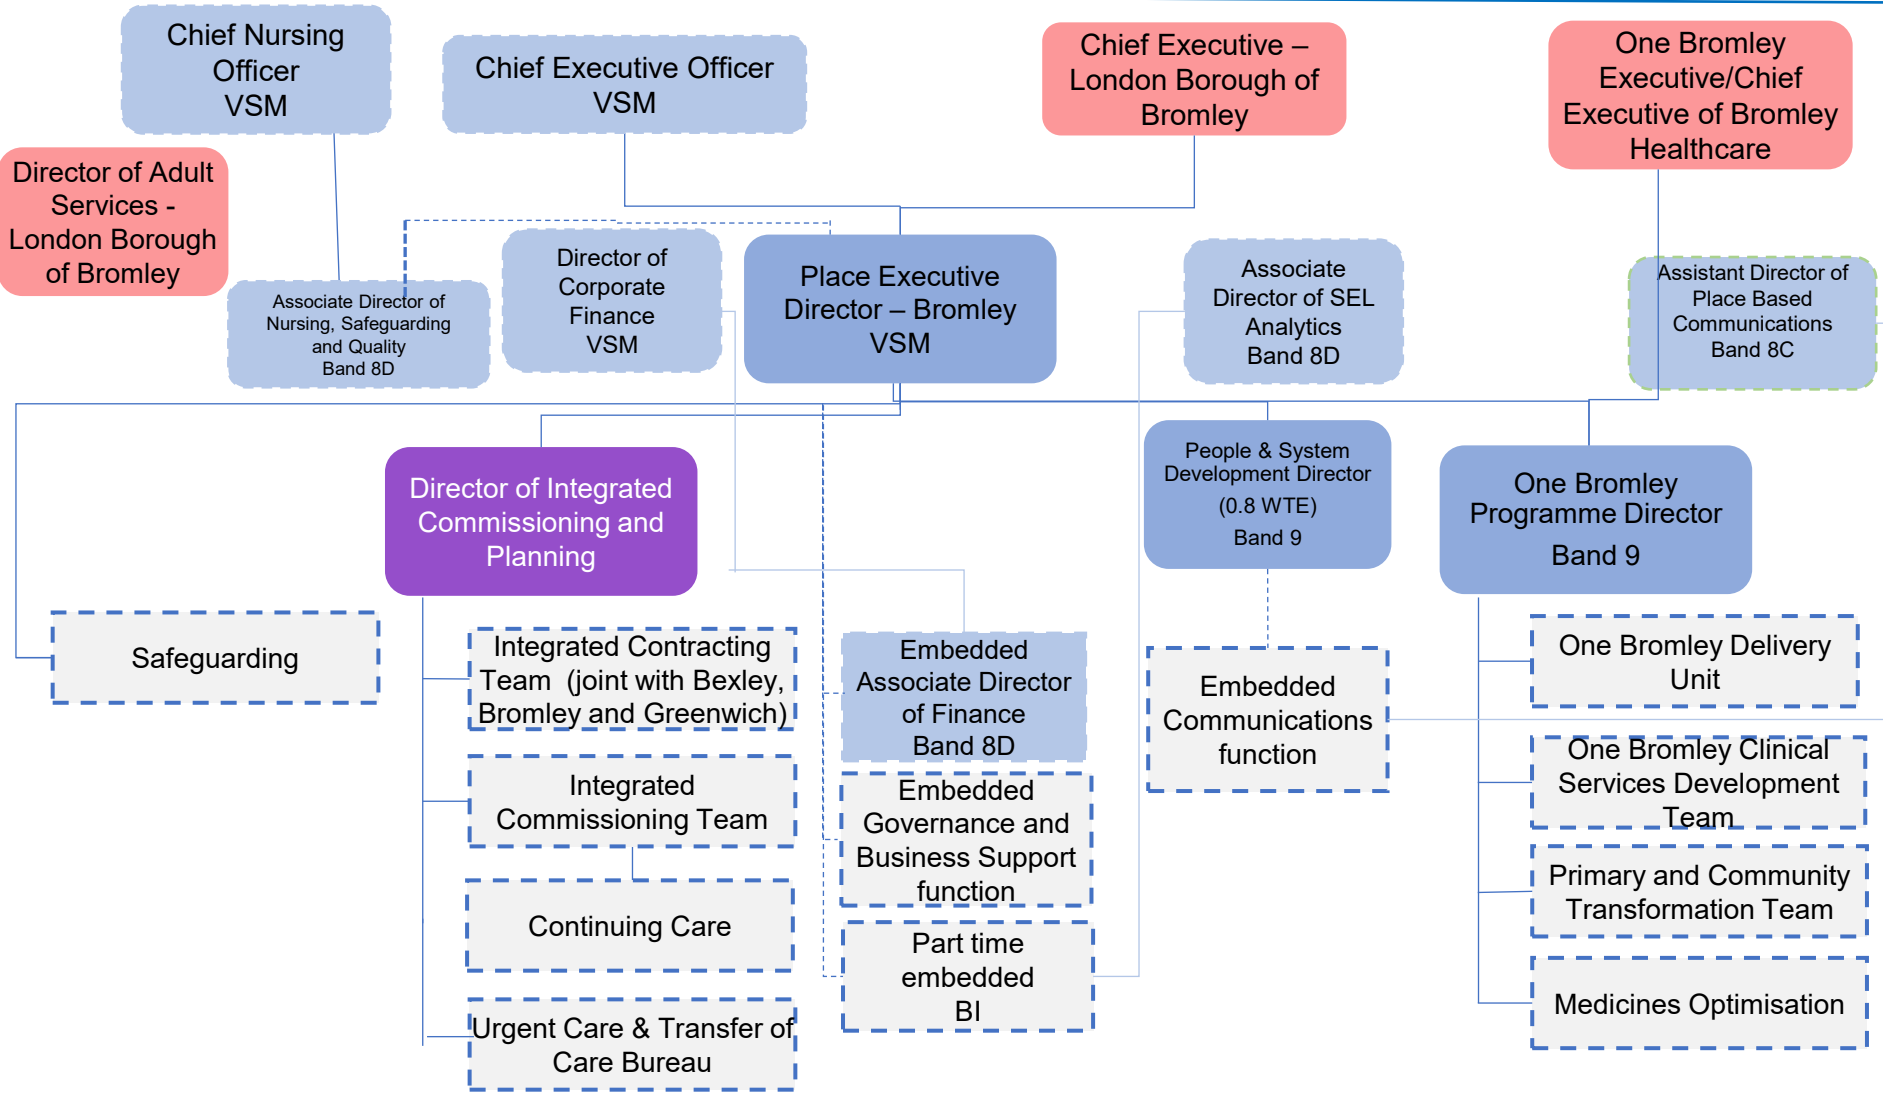 Chief Nursing
Officer
VSM
Chief Executive Officer
VSM
Chief Executive –
London Borough of
Bromley
One Bromley
Executive/Chief
Executive of Bromley
Healthcare
Director of Adult
Services -
London Borough
of Bromley
Associate Director of
Nursing, Safeguarding
and Quality
Band 8D
Director of
Corporate
Finance
VSM
Place Executive
Director – Bromley
VSM
Associate
Director of SEL
Analytics
Band 8D
Assistant Director of
Place Based
Communications
Band 8C
Director of Integrated
Commissioning and
Planning
People & System
Development Director
(0.8 WTE)
Band 9
One Bromley
Programme Director
Band 9
Safeguarding
Integrated Contracting
Team (joint with Bexley,
Bromley and Greenwich)
Integrated
Commissioning Team
Continuing Care
Urgent Care & Transfer of
Care Bureau
Embedded
Associate Director
of Finance
Band 8D
Embedded
Governance and
Business Support
function
Part time
embedded
BI
Embedded
Communications
function
One Bromley Delivery
Unit
One Bromley Clinical
Services Development
Team
Primary and Community
Transformation Team
Medicines Optimisation